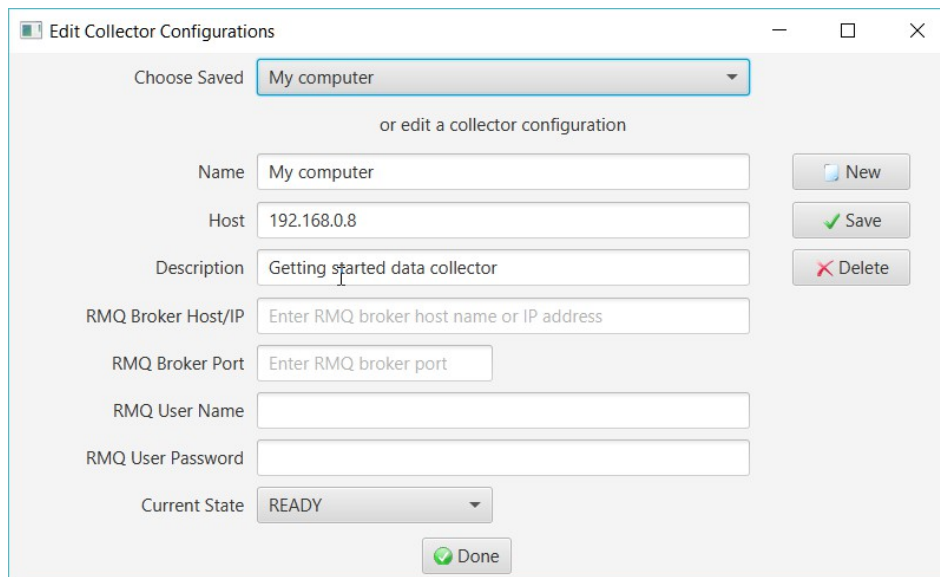 Edit Collector Configurations
Choose Saved My computer
or edit a collector configuration
Name My computer New
Host 192.168.0.8 Save
Description Getting started data collector Delete
RMQ Broker Host/IP Enter RMQ broker host name or IP address
RMQ Broker Port Enter RMQ broker port
RMQ User Name
RMQ User Password
Current State READY
Done